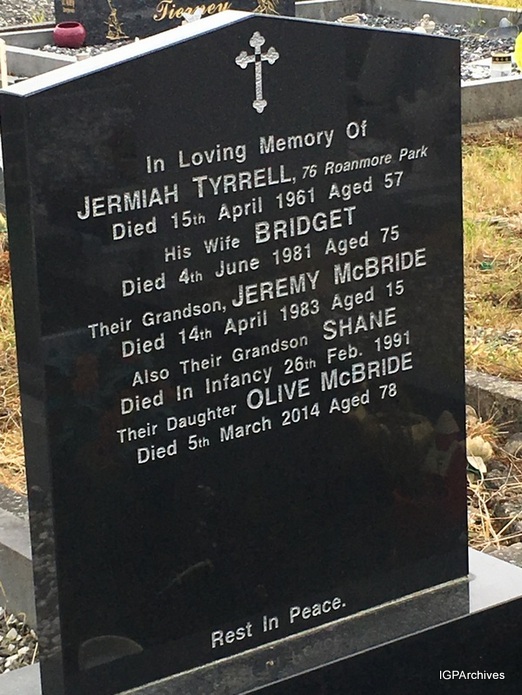 Tierney
In Loving Memory Of
JERMIAH TYRRELL, 76 Roanmore Park
Died 15th April 1961 Aged 57
His Wife BRIDGET
Died 4th June 1981 Aged 75
Their Grandson, JEREMY McBRIDE
Died 14th April 1983 Aged 15
Also Their Grandson SHANE
Died In Infancy 26th Feb. 1991
Their Daughter OLIVE McBRIDE
Died 5th March 2014 Aged 78
Rest In Peace.
IGPArchives